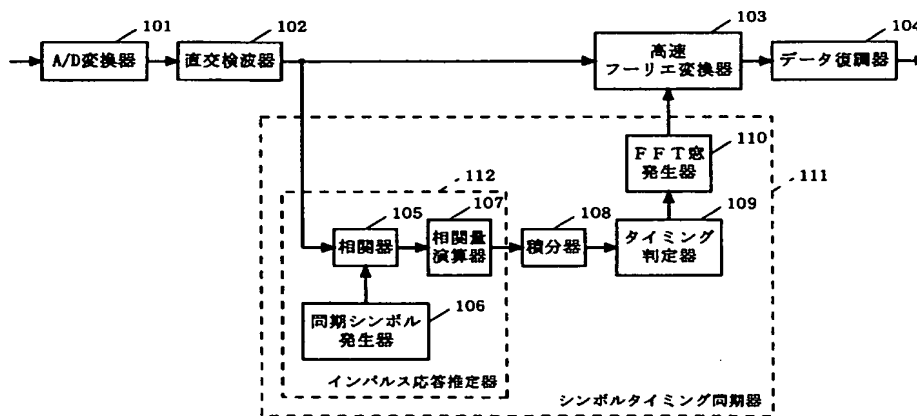 101
A/D変換器
102
直交検波器
103
高速
フーリエ変換器
104
データ復調器
110
FFT窓
発生器
111
112
105
相関器
107
相関量
演算器
108
積分器
109
タイミング
判定器
106
同期シンボル
発生器
インパルス応答推定器
シンボルタイミング同期器